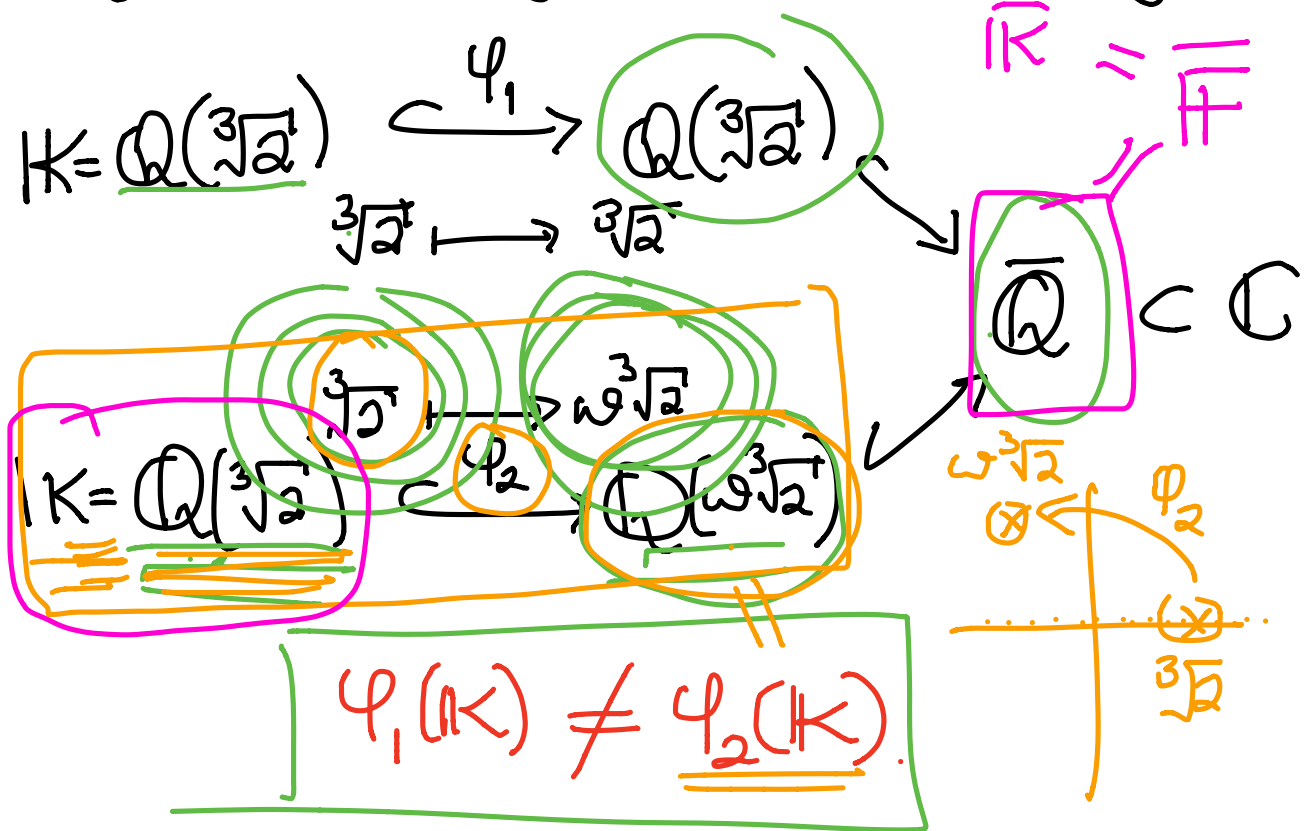 𝕂̄ = 𝔽̄
𝕂 = ℚ(∛2) ↪ ℚ(∛2)
φ₁
∛2 ↦ ∛2
ℚ̄ ⊂ ℂ
∛2 ↦ ω∛2
𝕂 = ℚ(∛2) ↪ ℚ(ω∛2)
φ₂
ω∛2
φ₂
∛2
φ₁(𝕂) ≠ φ₂(𝕂).